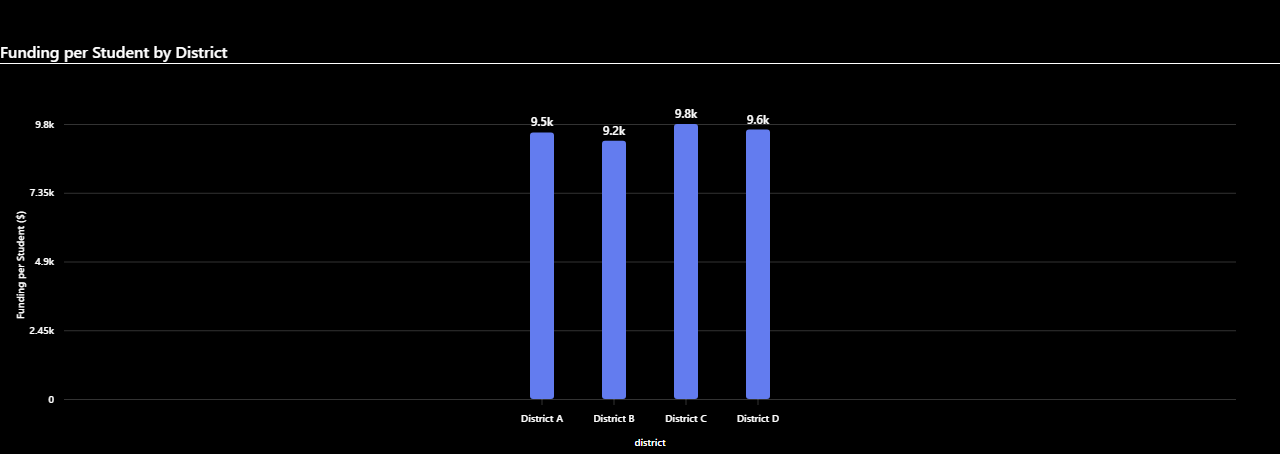 Funding per Student by District
Funding per Student ($)
9.8k
7.35k
4.9k
2.45k
0
9.5k
9.2k
9.8k
9.6k
District A
District B
District C
District D
district